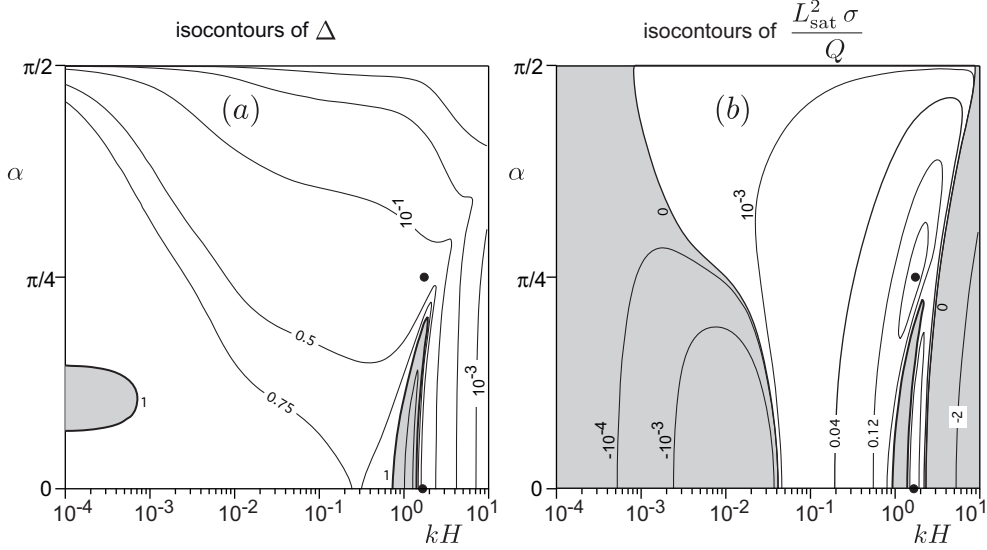 isocontours of Δ
π/2
(a)
α
10⁻¹
π/4
0.5
0.75
1
10⁻³
1
0
10⁻⁴ 10⁻³ 10⁻² 10⁻¹ 10⁰ 10¹
kH
isocontours of L²sat σ / Q
π/2
(b)
α
0
10⁻³
π/4
0
-10⁻⁴
-10⁻³
0.04
0.12
-2
0
10⁻⁴ 10⁻³ 10⁻² 10⁻¹ 10⁰ 10¹
kH